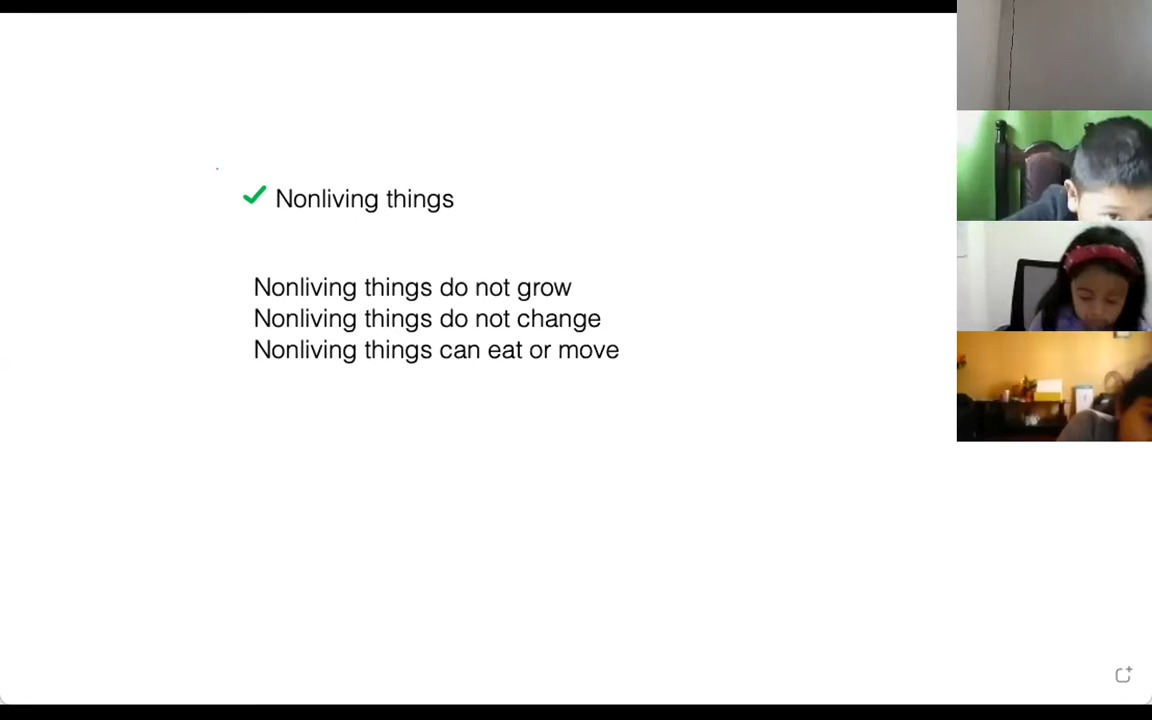 Nonliving things
Nonliving things do not grow
Nonliving things do not change
Nonliving things can eat or move